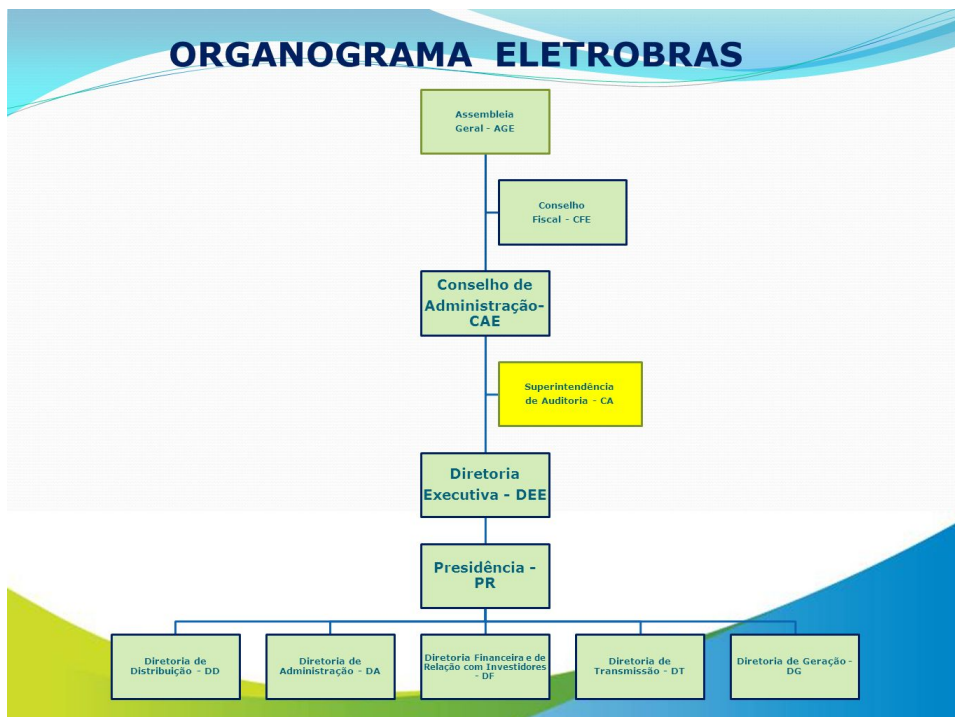 ORGANOGRAMA ELETROBRAS
Assembleia
Geral - AGE
Conselho
Fiscal - CFE
Conselho de
Administração-
CAE
Superintendência
de Auditoria - CA
Diretoria
Executiva - DEE
Presidência -
PR
Diretoria de
Distribuição - DD
Diretoria de
Administração - DA
Diretoria Financeira e de
Relação com Investidores
- DF
Diretoria de
Transmissão - DT
Diretoria de Geração -
DG